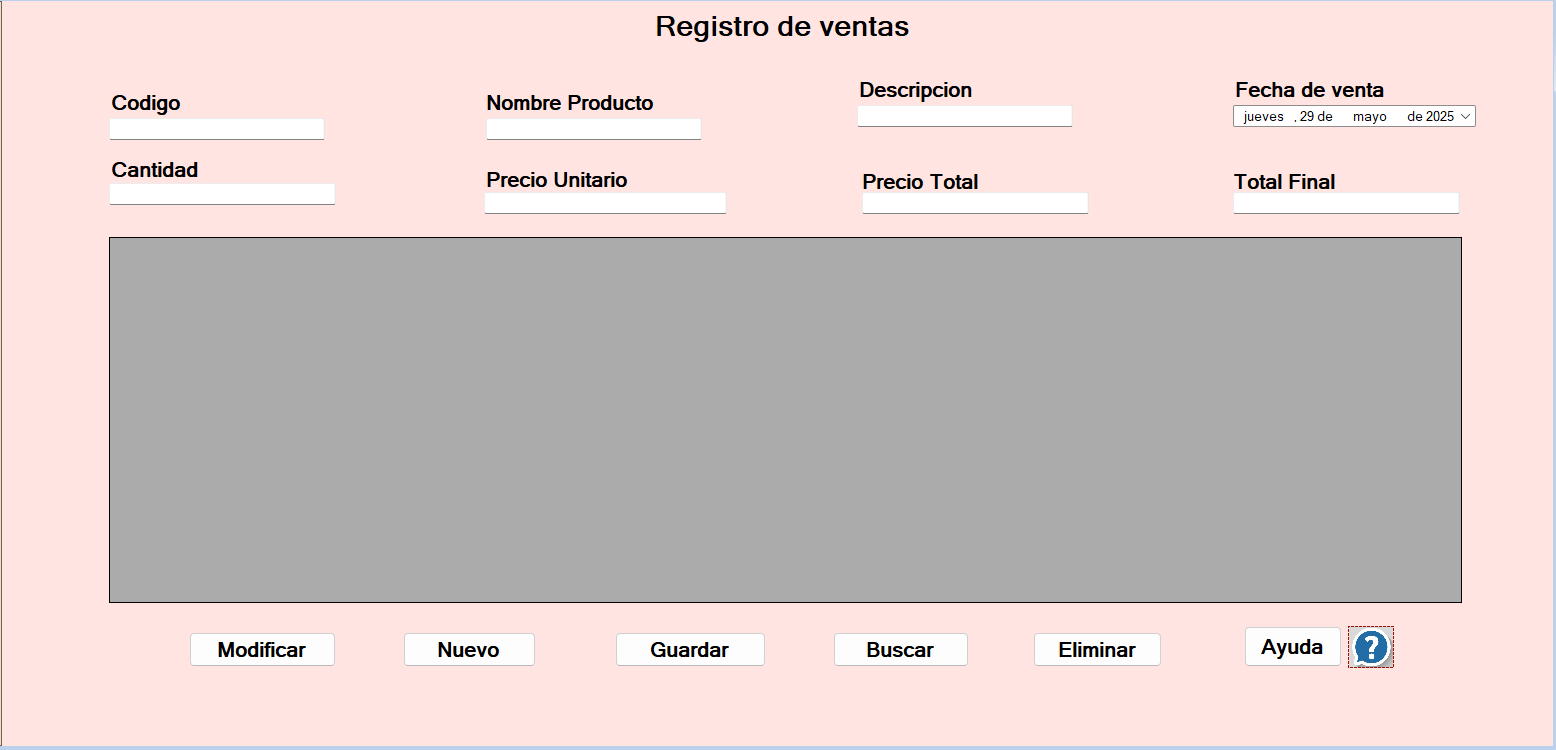 Registro de ventas
Codigo
Nombre Producto
Descripcion
Fecha de venta
jueves , 29 de mayo de 2025
Cantidad
Precio Unitario
Precio Total
Total Final
Modificar
Nuevo
Guardar
Buscar
Eliminar
Ayuda
?